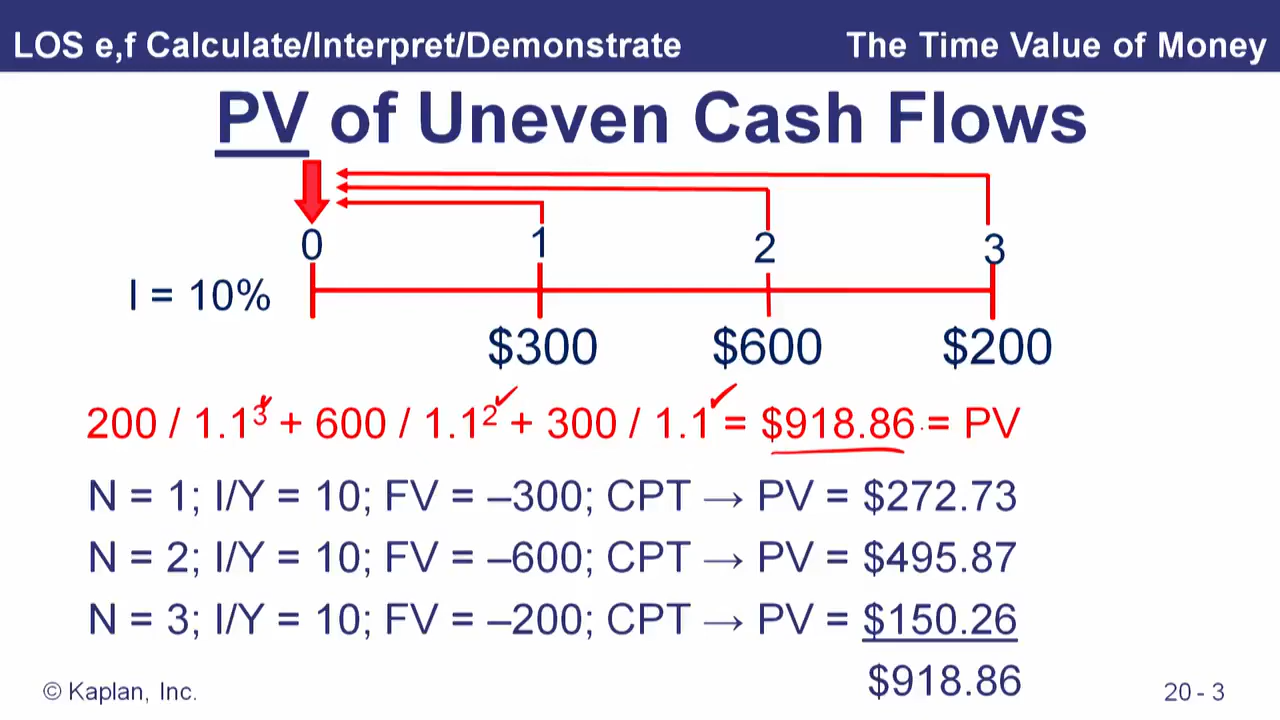 LOS e,f Calculate/Interpret/Demonstrate The Time Value of Money
PV of Uneven Cash Flows
0 1 2 3
I = 10%
$300 $600 $200
200 / 1.1³ + 600 / 1.1² + 300 / 1.1 = $918.86 = PV
N = 1; I/Y = 10; FV = –300; CPT → PV = $272.73
N = 2; I/Y = 10; FV = –600; CPT → PV = $495.87
N = 3; I/Y = 10; FV = –200; CPT → PV = $150.26
$918.86
© Kaplan, Inc. 20 - 3